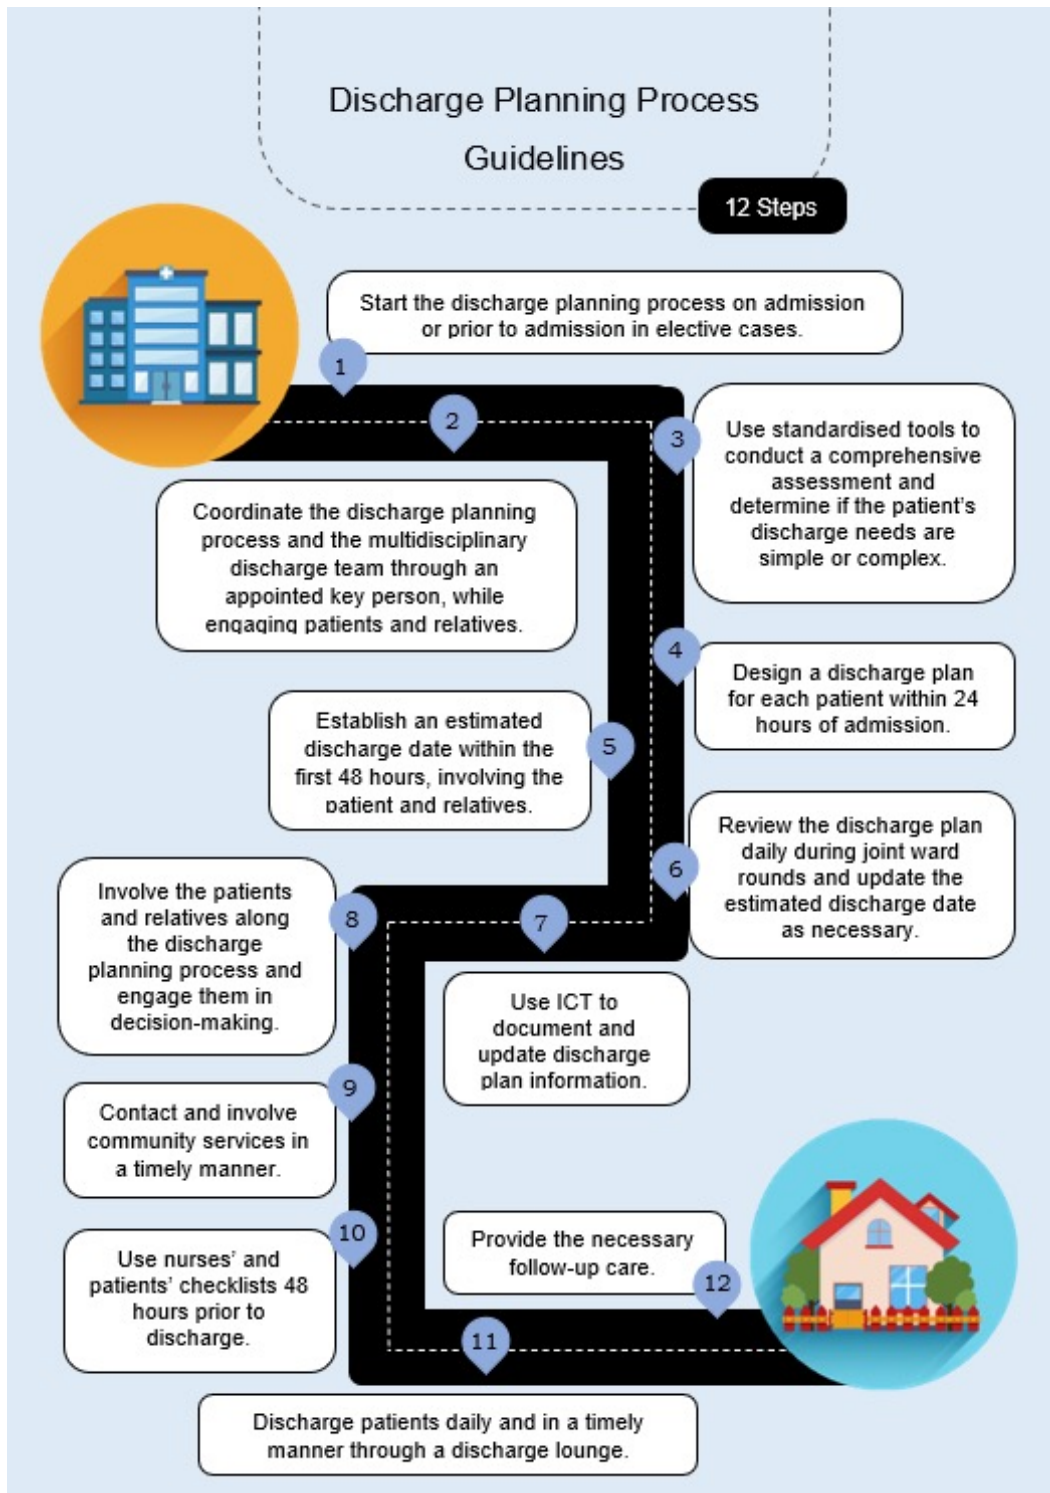 Discharge Planning Process
Guidelines
12 Steps
Start the discharge planning process on admission
or prior to admission in elective cases.
1
2
Coordinate the discharge planning
process and the multidisciplinary
discharge team through an
appointed key person, while
engaging patients and relatives.
3
Use standardised tools to
conduct a comprehensive
assessment and
determine if the patient's
discharge needs are
simple or complex.
4
Design a discharge plan
for each patient within 24
hours of admission.
5
Establish an estimated
discharge date within the
first 48 hours, involving the
patient and relatives.
6
Review the discharge plan
daily during joint ward
rounds and update the
estimated discharge date
as necessary.
7
Use ICT to
document and
update discharge
plan information.
8
Involve the patients
and relatives along
the discharge
planning process and
engage them in
decision-making.
9
Contact and involve
community services in
a timely manner.
10
Use nurses' and
patients' checklists 48
hours prior to
discharge.
11
Discharge patients daily and in a timely
manner through a discharge lounge.
12
Provide the necessary
follow-up care.